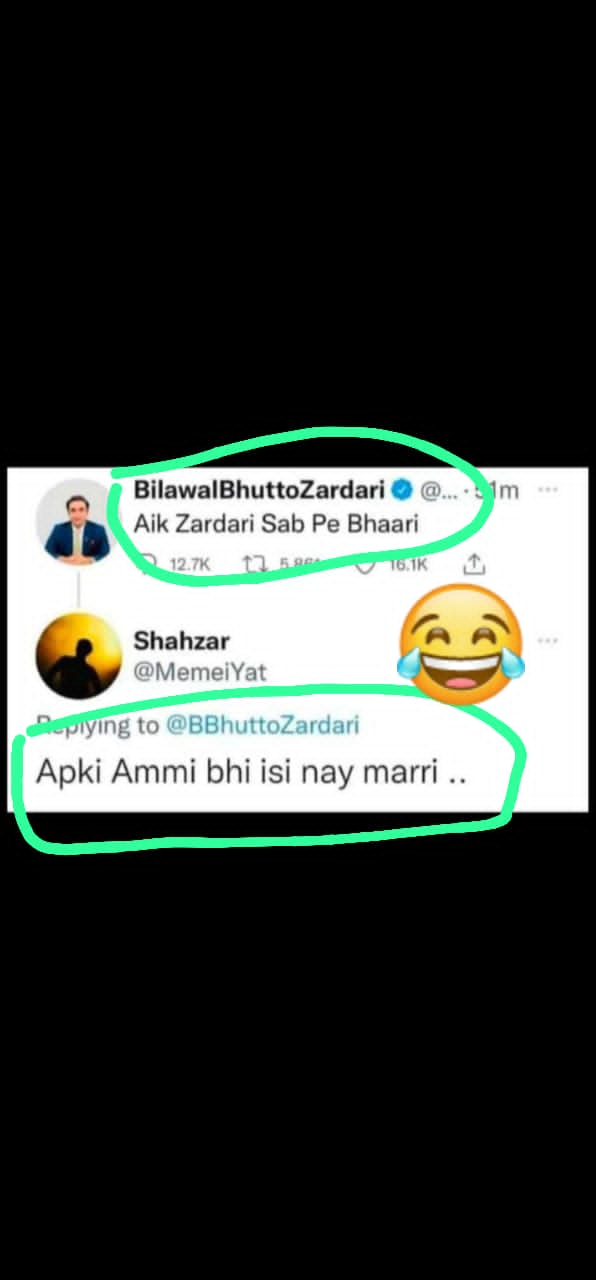 BilawalBhuttoZardari @... · 51m
Aik Zardari Sab Pe Bhaari
12.7K 16.1K
Shahzar
@MemeiYat
Replying to @BBhuttoZardari
Apki Ammi bhi isi nay marri ..